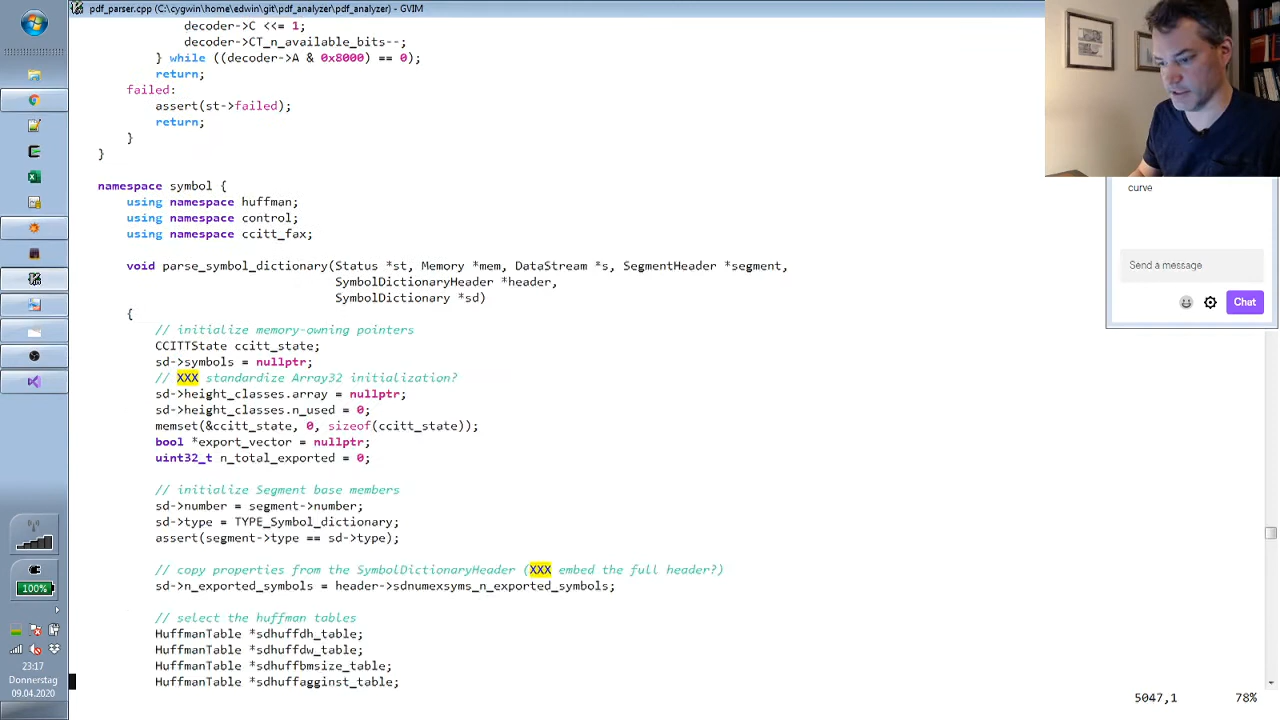 pdf_parser.cpp (C:\cygwin\home\edwin\git\pdf_analyzer\pdf_analyzer) - GVIM
decoder->C <<= 1;
decoder->CT_n_available_bits--;
} while ((decoder->A & 0x8000) == 0);
return;
failed:
assert(st->failed);
return;
}
}
namespace symbol {
using namespace huffman;
using namespace control;
using namespace ccitt_fax;
void parse_symbol_dictionary(Status *st, Memory *mem, DataStream *s, SegmentHeader *segment,
SymbolDictionaryHeader *header,
SymbolDictionary *sd)
{
// initialize memory-owning pointers
CCITTState ccitt_state;
sd->symbols = nullptr;
// XXX standardize Array32 initialization?
sd->height_classes.array = nullptr;
sd->height_classes.n_used = 0;
memset(&ccitt_state, 0, sizeof(ccitt_state));
bool *export_vector = nullptr;
uint32_t n_total_exported = 0;
// initialize Segment base members
sd->number = segment->number;
sd->type = TYPE_Symbol_dictionary;
assert(segment->type == sd->type);
// copy properties from the SymbolDictionaryHeader (XXX embed the full header?)
sd->n_exported_symbols = header->sdnumexsyms_n_exported_symbols;
// select the huffman tables
HuffmanTable *sdhuffdh_table;
HuffmanTable *sdhuffdw_table;
HuffmanTable *sdhuffbmsize_table;
HuffmanTable *sdhuffagginst_table;
5047,1 78%
curve
Send a message
Chat
100%
23:17
Donnerstag
09.04.2020